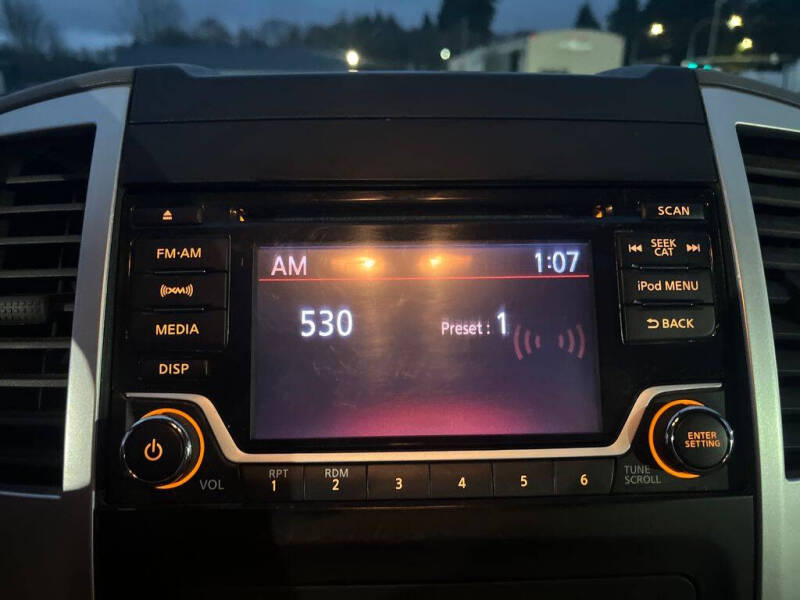 SCAN
FM·AM
SEEK
CAT
XM
iPod MENU
MEDIA
BACK
DISP
AM 1:07
530 Preset : 1
ENTER
SETTING
VOL
RPT
1
RDM
2
3
4
5
6
TUNE
SCROLL